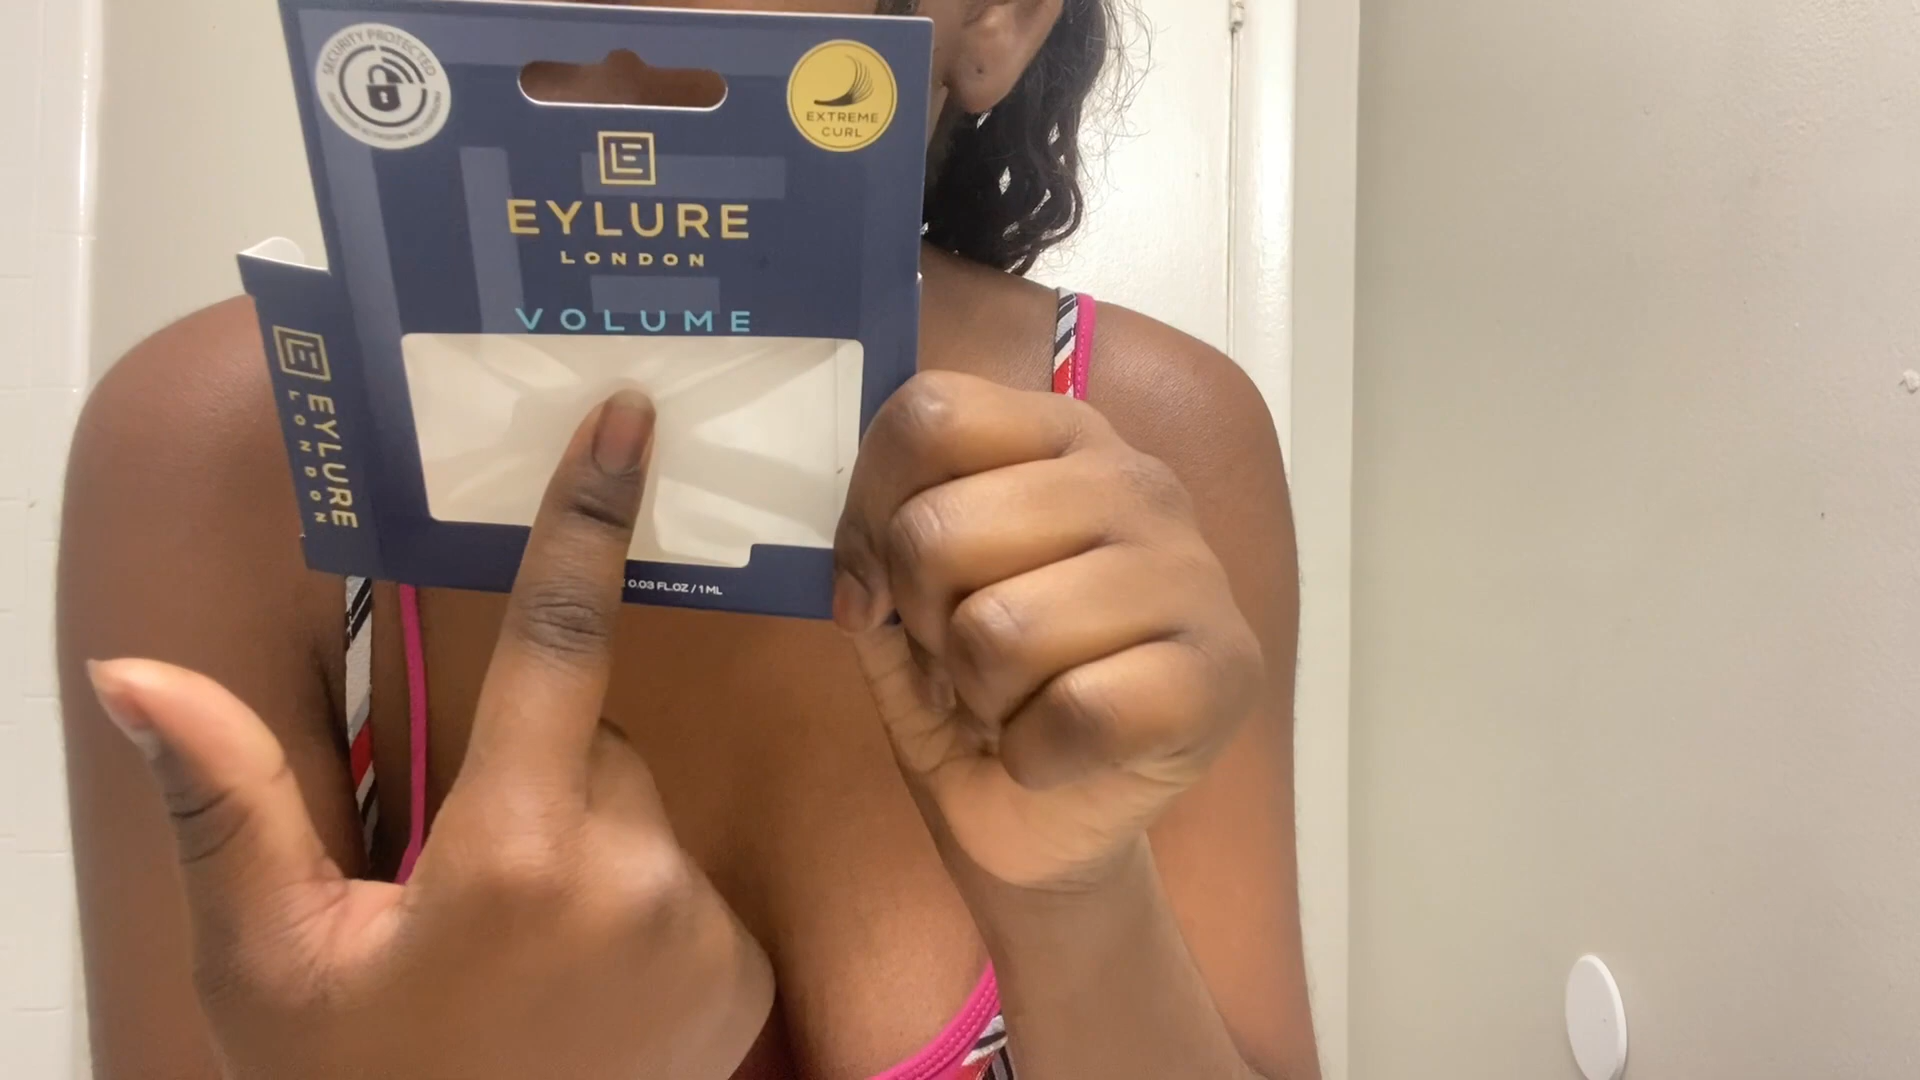 SECURITY PROTECTED
EXTREME
CURL
EYLURE
LONDON
VOLUME
0.03 FL.OZ / 1 ML
EYLURE
LONDON